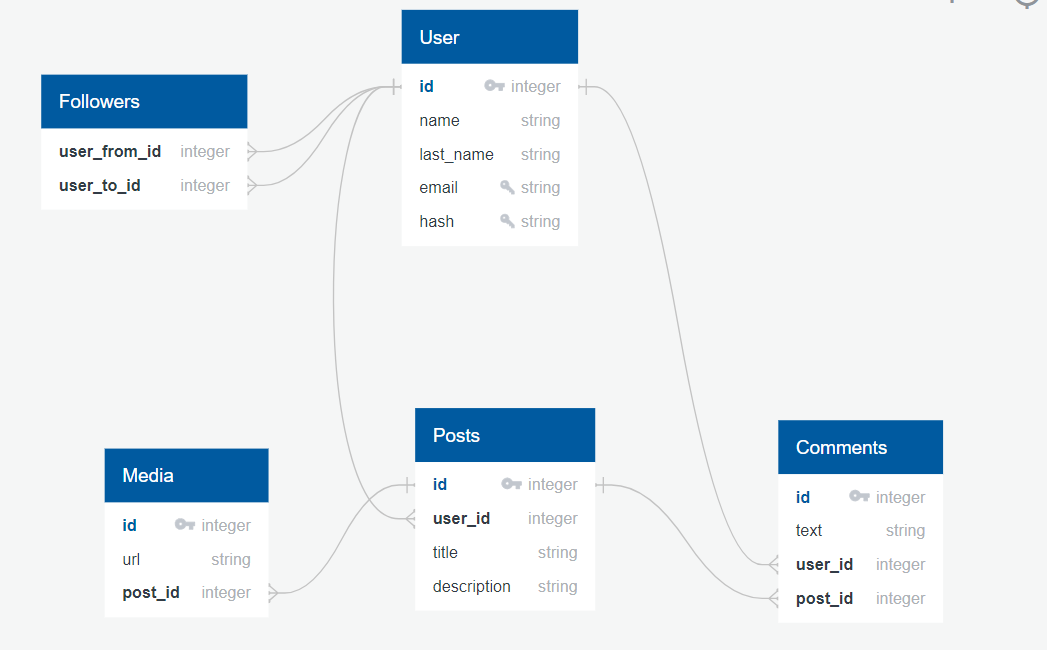 User
id integer
name string
last_name string
email string
hash string
Followers
user_from_id integer
user_to_id integer
Media
id integer
url string
post_id integer
Posts
id integer
user_id integer
title string
description string
Comments
id integer
text string
user_id integer
post_id integer